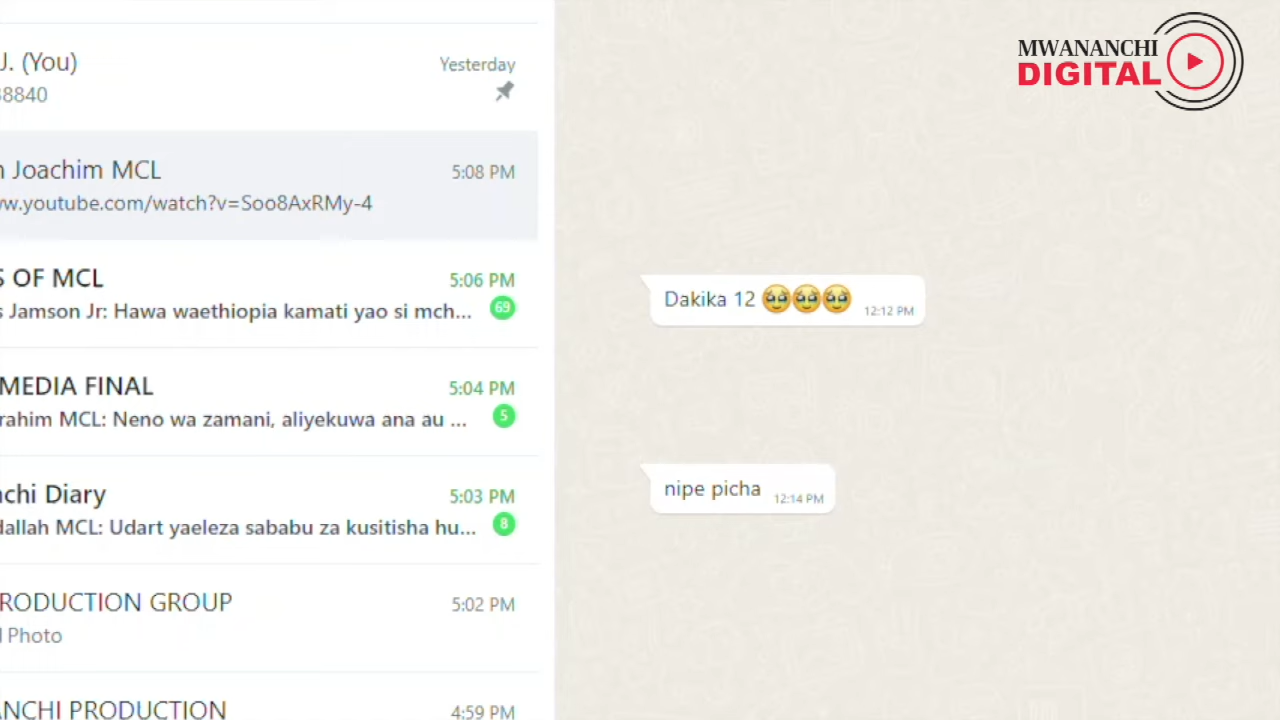 J. (You)
Yesterday
38840
Joachim MCL
5:08 PM
w.youtube.com/watch?v=Soo8AxRMy-4
S OF MCL
5:06 PM
s Jamson Jr: Hawa waethiopia kamati yao si mch...
69
MEDIA FINAL
5:04 PM
rahim MCL: Neno wa zamani, aliyekuwa ana au ...
5
chi Diary
5:03 PM
dallah MCL: Udart yaeleza sababu za kusitisha hu...
8
RODUCTION GROUP
5:02 PM
Photo
ANCHI PRODUCTION
4:59 PM
MWANANCHI
DIGITAL
Dakika 12 🥹🥹🥹 12:12 PM
nipe picha 12:14 PM